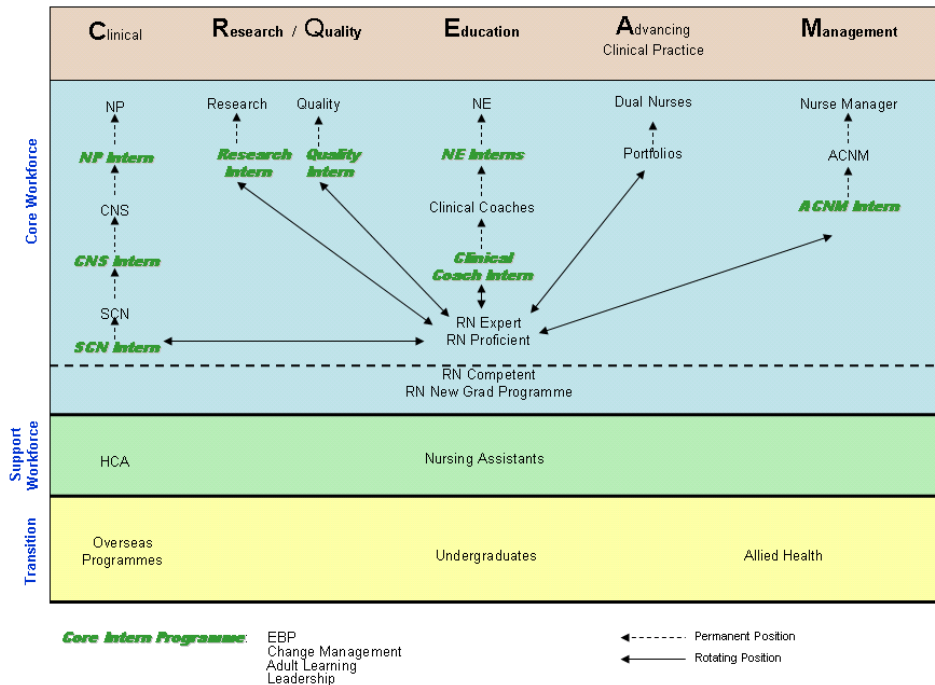 Clinical
Research / Quality
Education
Advancing
Clinical Practice
Management
Core Workforce
NP
Research
Quality
NE
Dual Nurses
Nurse Manager
NP Intern
Research
Intern
Quality
Intern
NE Interns
Portfolios
ACNM
CNS
Clinical Coaches
ACNM Intern
CNS Intern
Clinical
Coach Intern
SCN
RN Expert
RN Proficient
SCN Intern
RN Competent
RN New Grad Programme
Support
Workforce
HCA
Nursing Assistants
Transition
Overseas
Programmes
Undergraduates
Allied Health
Core Intern Programme:
EBP
Change Management
Adult Learning
Leadership
Permanent Position
Rotating Position